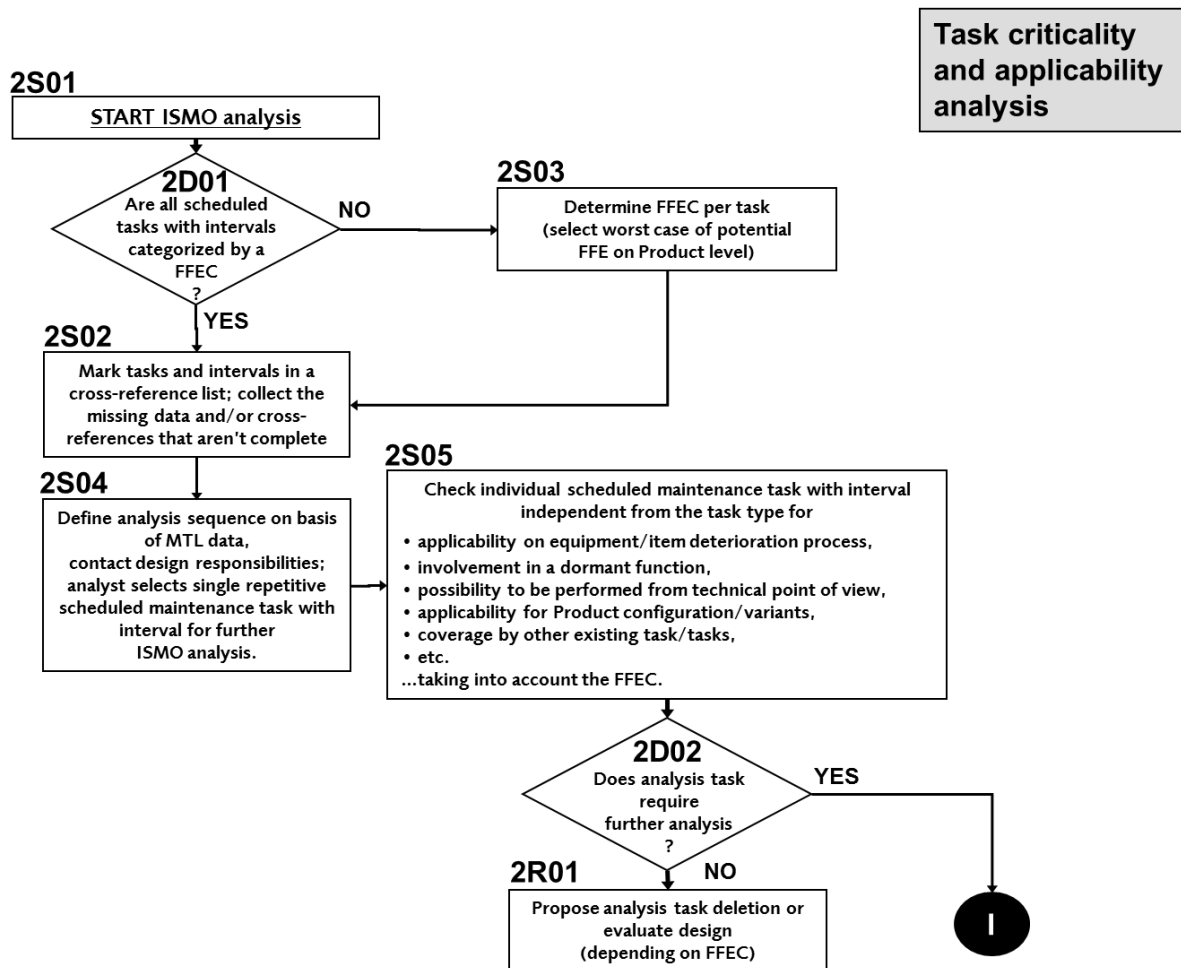 Task criticality
and applicability
analysis
2S01
START ISMO analysis
2D01
Are all scheduled
tasks with intervals
categorized by a
FFEC
?
NO
YES
2S03
Determine FFEC per task
(select worst case of potential
FFE on Product level)
2S02
Mark tasks and intervals in a
cross-reference list; collect the
missing data and/or cross-
references that aren't complete
2S04
Define analysis sequence on basis
of MTL data,
contact design responsibilities;
analyst selects single repetitive
scheduled maintenance task with
interval for further
ISMO analysis.
2S05
Check individual scheduled maintenance task with interval
independent from the task type for
• applicability on equipment/item deterioration process,
• involvement in a dormant function,
• possibility to be performed from technical point of view,
• applicability for Product configuration/variants,
• coverage by other existing task/tasks,
• etc.
...taking into account the FFEC.
2D02
Does analysis task
require
further analysis
?
YES
NO
2R01
Propose analysis task deletion or
evaluate design
(depending on FFEC)
I